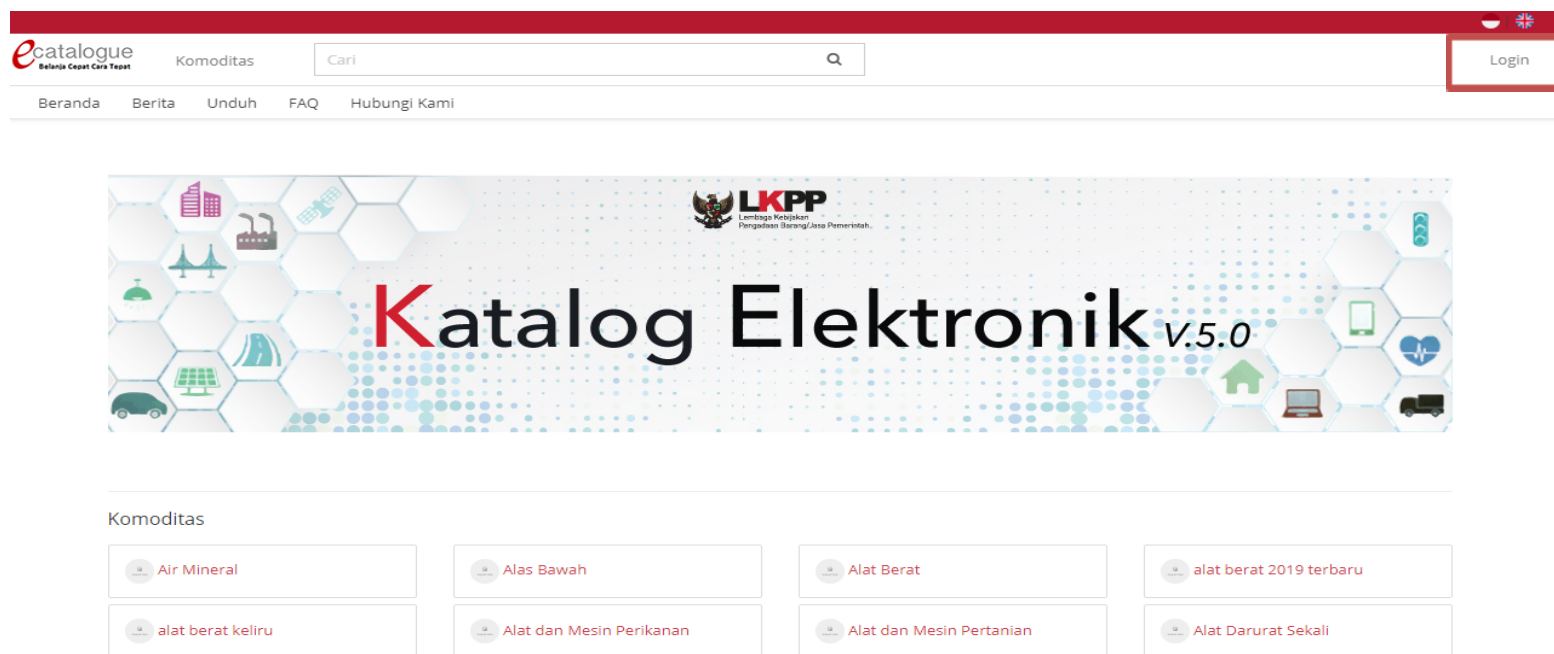 ecatalogue
Belanja Cepat Cara Tepat
Komoditas
Cari
Login
Beranda Berita Unduh FAQ Hubungi Kami
LKPP
Lembaga Kebijakan
Pengadaan Barang/Jasa Pemerintah
Katalog Elektronik V.5.0
Komoditas
Air Mineral
Alas Bawah
Alat Berat
alat berat 2019 terbaru
alat berat keliru
Alat dan Mesin Perikanan
Alat dan Mesin Pertanian
Alat Darurat Sekali